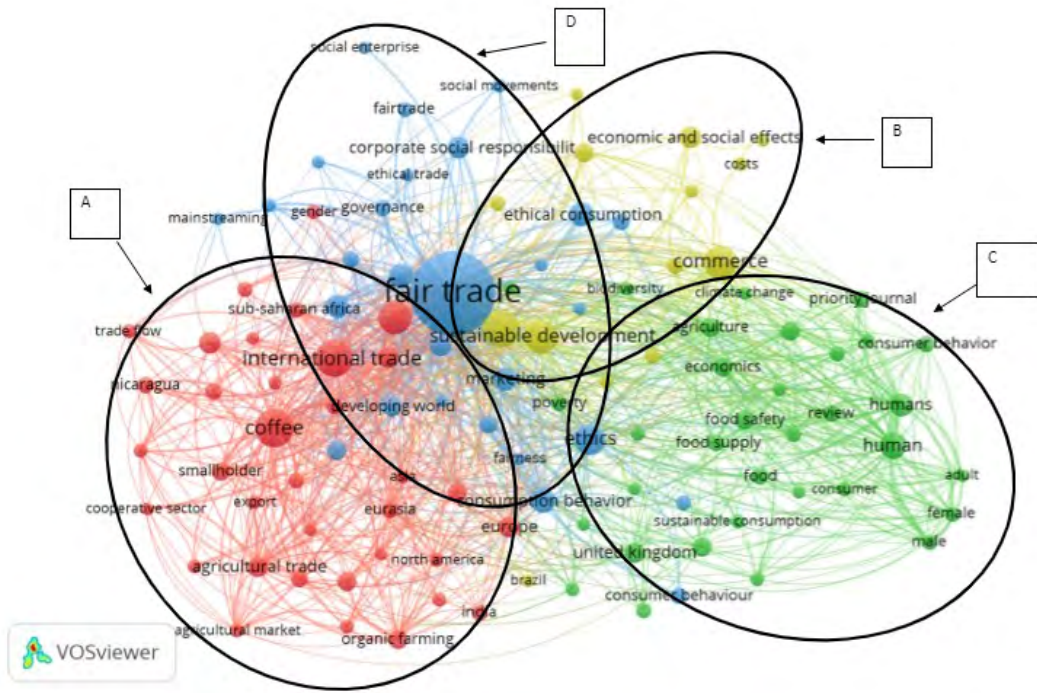 D
social enterprise
social movements
fairtrade
B
economic and social effects
corporate social responsibilit
costs
ethical trade
A
gender
governance
ethical consumption
mainstreaming
commerce
C
fair trade
biodiversity
climate change
priority journal
sub-saharan africa
trade flow
sustainable development
agriculture
consumer behavior
international trade
economics
nicaragua
marketing
developing world
poverty
humans
coffee
food safety
review
ethics
food supply
human
fairness
smallholder
asia
food
adult
export
consumption behavior
consumer
cooperative sector
eurasia
female
europe
sustainable consumption
male
united kingdom
north america
agricultural trade
brazil
consumer behaviour
india
agricultural market
organic farming
VOSviewer